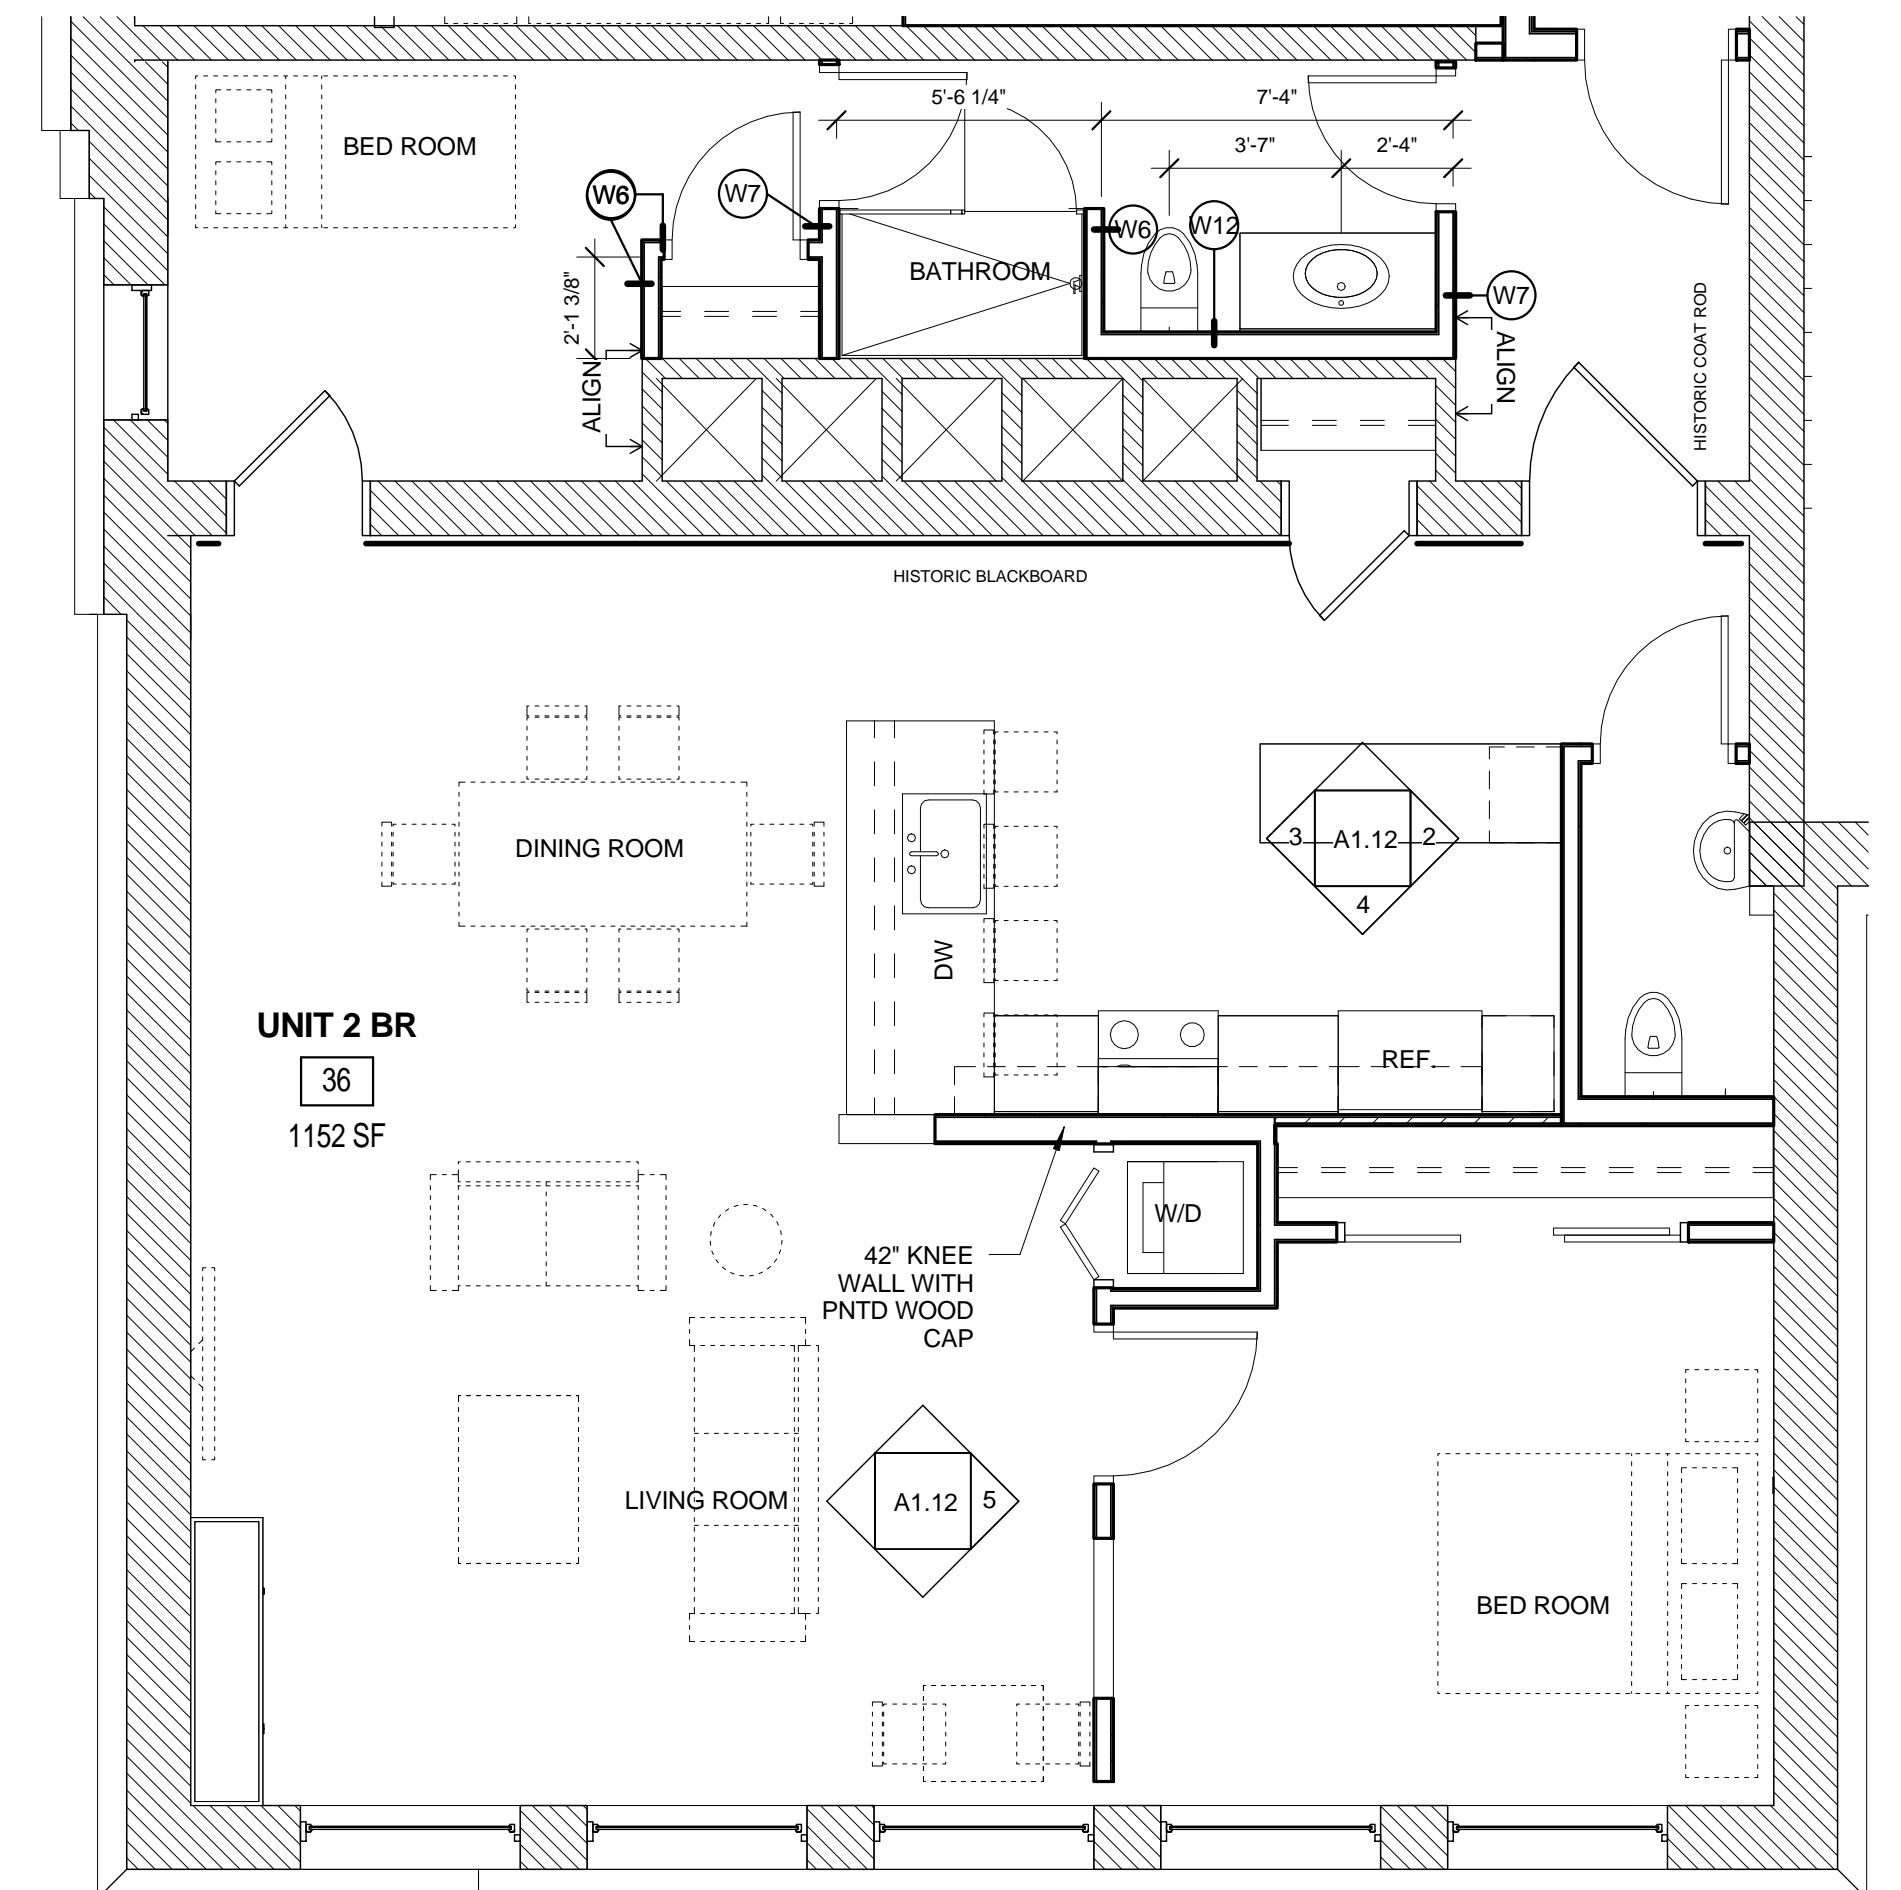 5'-6 1/4"
7'-4"
BED ROOM
3'-7"
2'-4"
W6
W7
W6
W12
BATHROOM
W7
2'-1 3/8"
ALIGN
ALIGN
HISTORIC COAT ROD
HISTORIC BLACKBOARD
DINING ROOM
3
A1.12
2
4
DW
UNIT 2 BR
36
1152 SF
REF.
W/D
42" KNEE
WALL WITH
PNTD WOOD
CAP
LIVING ROOM
A1.12
5
BED ROOM